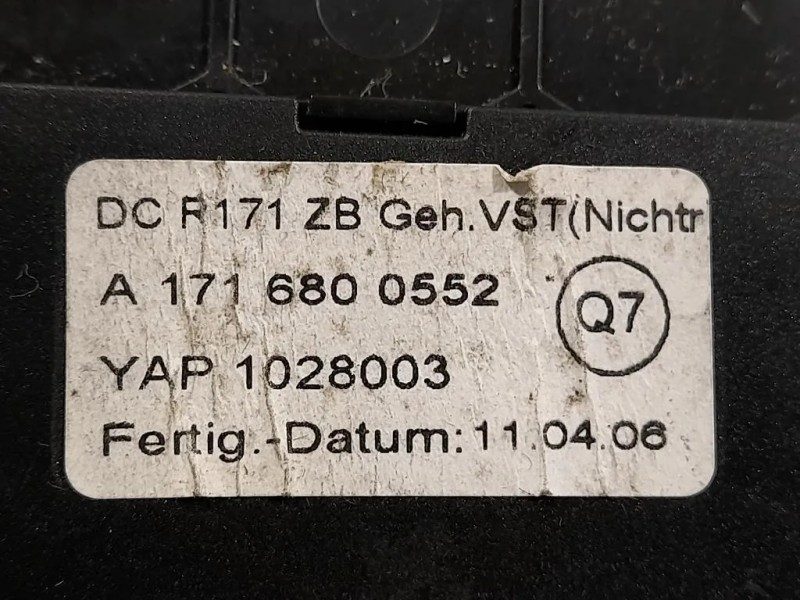 DC R171 ZB Geh.VST(Nichtr
A 171 680 0552
Q7
YAP 1028003
Fertig.-Datum: 11.04.06